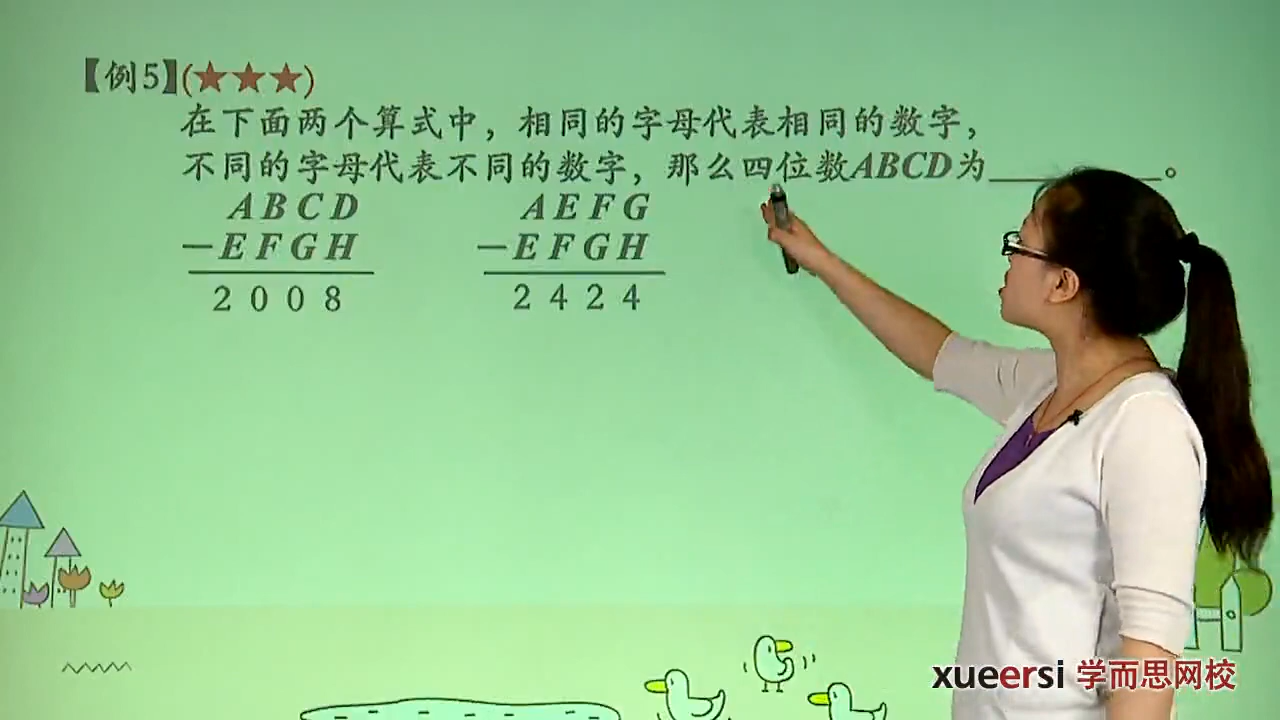 【例5】(★★★)
在下面两个算式中，相同的字母代表相同的数字，
不同的字母代表不同的数字，那么四位数ABCD为________。
ABCD AEFG
－EFGH －EFGH
2008 2424
xueersi 学而思网校